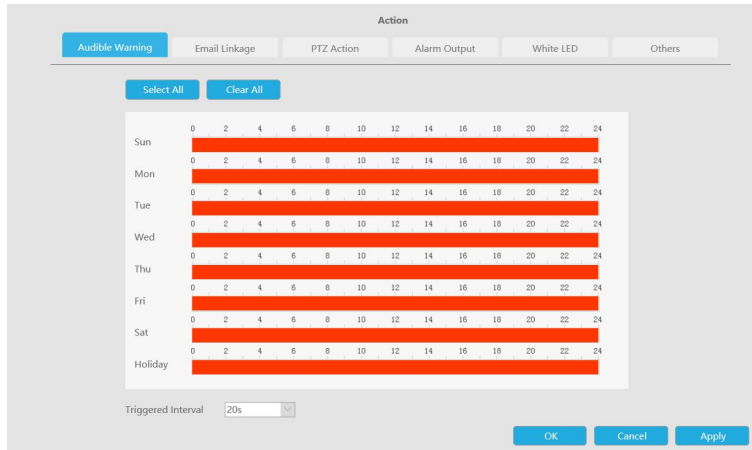 Action
Audible Warning Email Linkage PTZ Action Alarm Output White LED Others
Select All Clear All
0 2 4 6 8 10 12 14 16 18 20 22 24
Sun
0 2 4 6 8 10 12 14 16 18 20 22 24
Mon
0 2 4 6 8 10 12 14 16 18 20 22 24
Tue
0 2 4 6 8 10 12 14 16 18 20 22 24
Wed
0 2 4 6 8 10 12 14 16 18 20 22 24
Thu
0 2 4 6 8 10 12 14 16 18 20 22 24
Fri
0 2 4 6 8 10 12 14 16 18 20 22 24
Sat
0 2 4 6 8 10 12 14 16 18 20 22 24
Holiday
Triggered Interval 20s
OK Cancel Apply